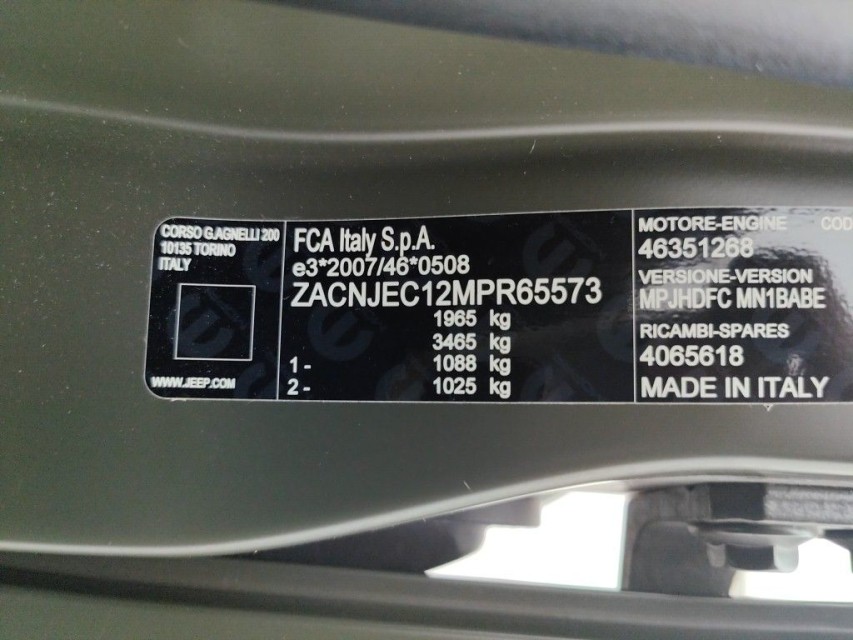 CORSO G.AGNELLI 200
10135 TORINO
ITALY
WWW.JEEP.COM
FCA Italy S.p.A.
e3*2007/46*0508
ZACNJEC12MPR65573
1965 kg
3465 kg
1- 1088 kg
2- 1025 kg
MOTORE-ENGINE COD
46351268
VERSIONE-VERSION
MPJHDFC MN1BABE
RICAMBI-SPARES
4065618
MADE IN ITALY